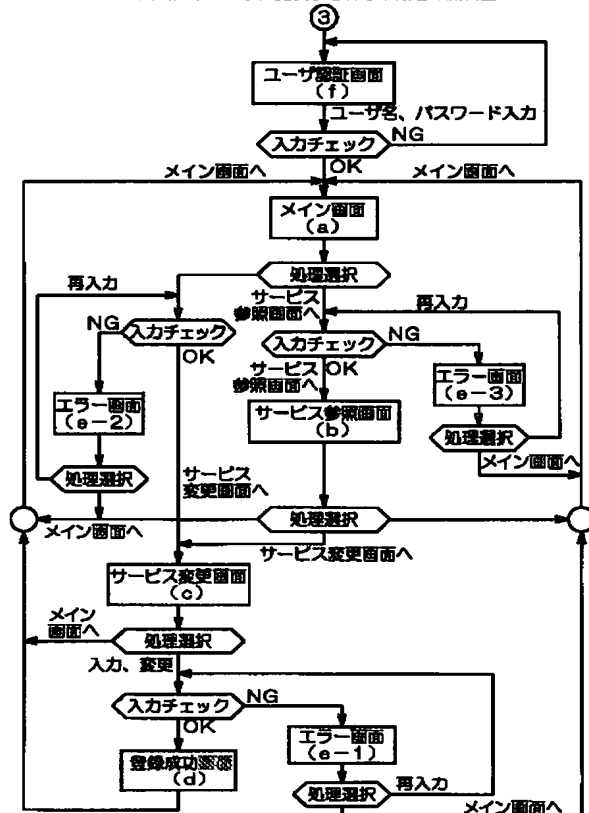 ③
ユーザ認証画面
(f)
ユーザ名、パスワード入力
入力チェック
NG
OK
メイン画面へ
メイン画面へ
メイン画面
(a)
処理選択
再入力
サービス
参照画面へ
再入力
NG
入力チェック
OK
入力チェック
NG
サービス
参照画面へ
OK
エラー画面
(e-2)
サービス参照画面
(b)
エラー画面
(e-3)
処理選択
処理選択
メイン画面へ
サービス
変更画面へ
処理選択
メイン画面へ
サービス変更画面へ
サービス変更画面
(c)
メイン
画面へ
処理選択
入力、変更
入力チェック
NG
OK
エラー画面
(e-1)
登録成功
(d)
処理選択
再入力
メイン画面へ